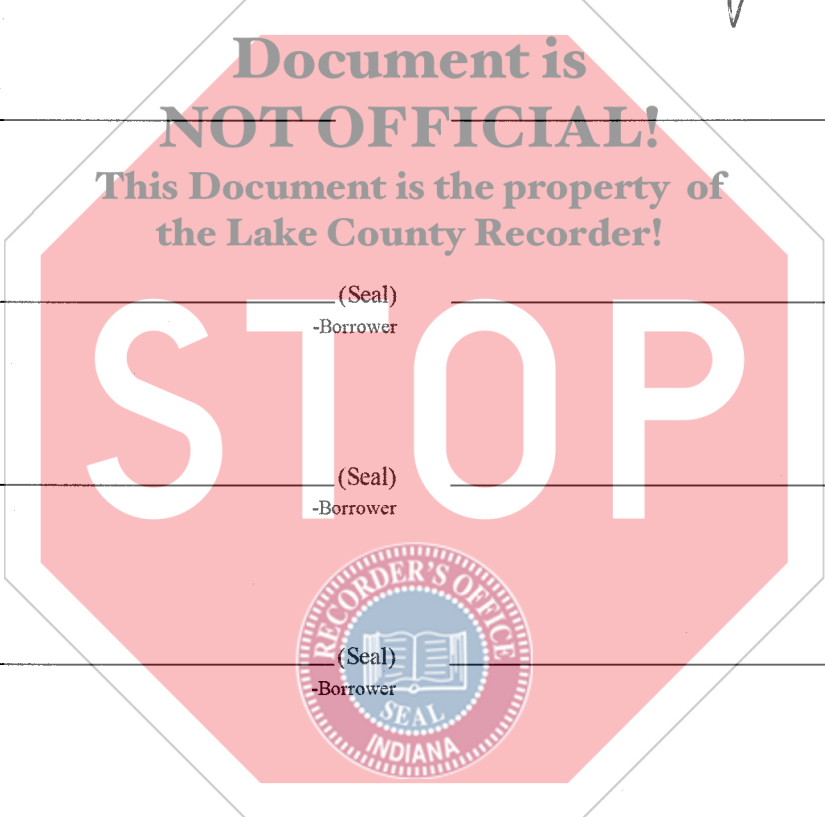 Document is
NOT OFFICIAL!
This Document is the property of
the Lake County Recorder!
(Seal)
-Borrower
STOP
(Seal)
-Borrower
RECORDER'S OFFICE
(Seal)
-Borrower
SEAL
INDIANA